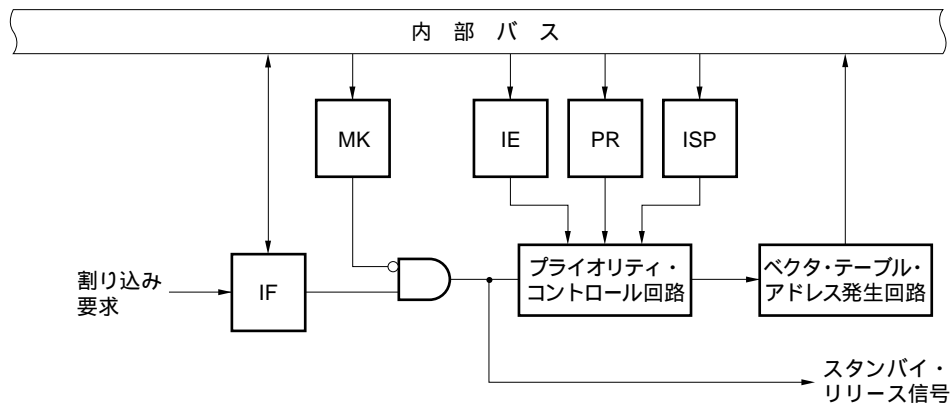 内 部 バ ス
MK
IE
PR
ISP
割り込み
要求
IF
プライオリティ・
コントロール回路
ベクタ・テーブル・
アドレス発生回路
スタンバイ・
リリース信号